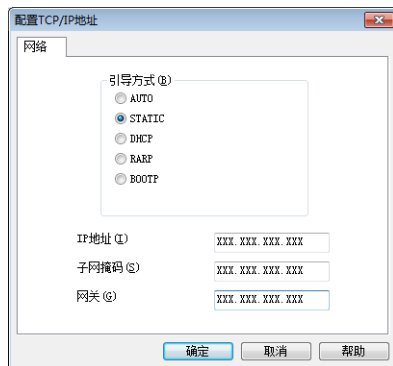 配置TCP/IP地址
网络
引导方式(B)
AUTO
STATIC
DHCP
RARP
BOOTP
IP地址(I) XXX.XXX.XXX.XXX
子网掩码(S) XXX.XXX.XXX.XXX
网关(G) XXX.XXX.XXX.XXX
确定 取消 帮助